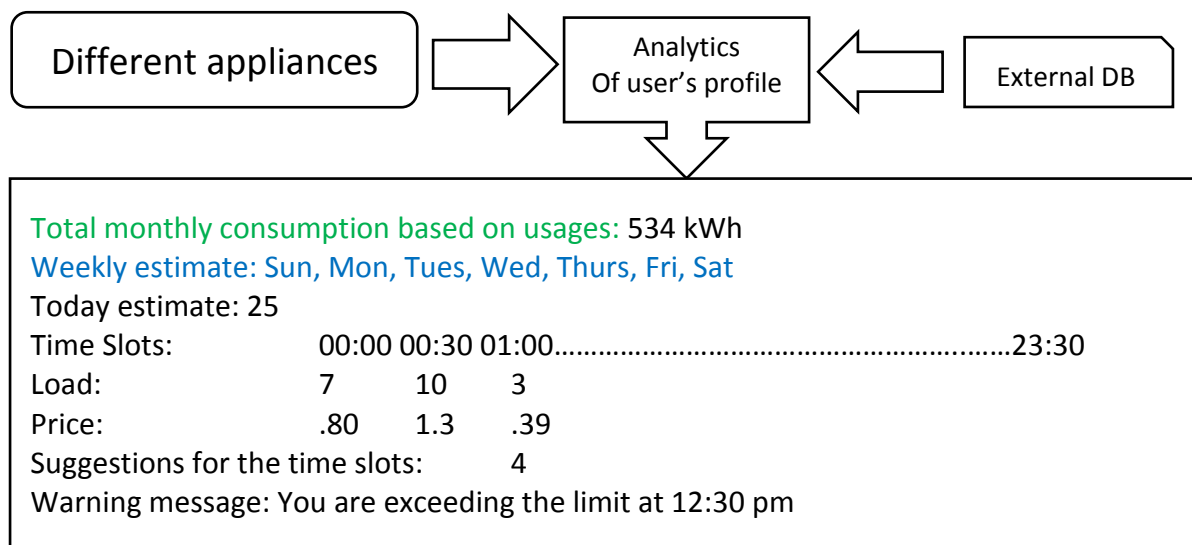 Different appliances
Analytics
Of user's profile
External DB
Total monthly consumption based on usages: 534 kWh
Weekly estimate: Sun, Mon, Tues, Wed, Thurs, Fri, Sat
Today estimate: 25
Time Slots: 00:00 00:30 01:00……………………………………………………..……23:30
Load: 7 10 3
Price: .80 1.3 .39
Suggestions for the time slots: 4
Warning message: You are exceeding the limit at 12:30 pm